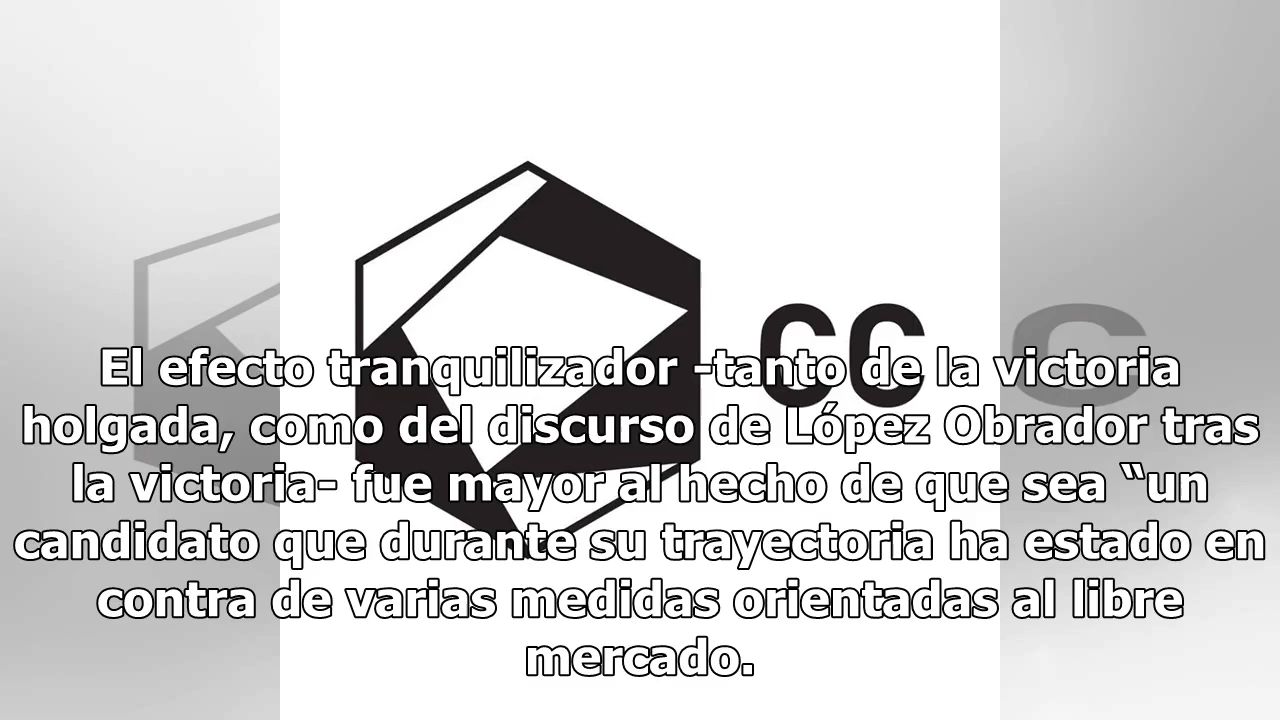 CC
El efecto tranquilizador -tanto de la victoria
holgada, como del discurso de López Obrador tras
la victoria- fue mayor al hecho de que sea “un
candidato que durante su trayectoria ha estado en
contra de varias medidas orientadas al libre
mercado.